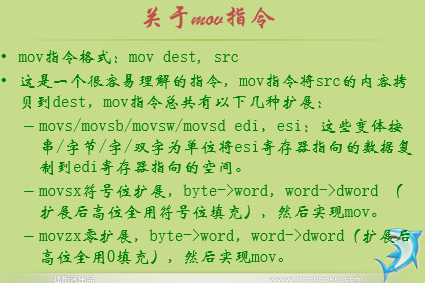 关于mov指令
• mov指令格式：mov dest, src
• 这是一个很容易理解的指令，mov指令将src的内容拷
贝到dest，mov指令总共有以下几种扩展：
– movs/movsb/movsw/movsd edi, esi：这些变体按
串/字节/字/双字为单位将esi寄存器指向的数据复
制到edi寄存器指向的空间。
– movsx符号位扩展，byte->word，word->dword （
扩展后高位全用符号位填充），然后实现mov。
– movzx零扩展，byte->word，word->dword（扩展后
高位全用0填充），然后实现mov。